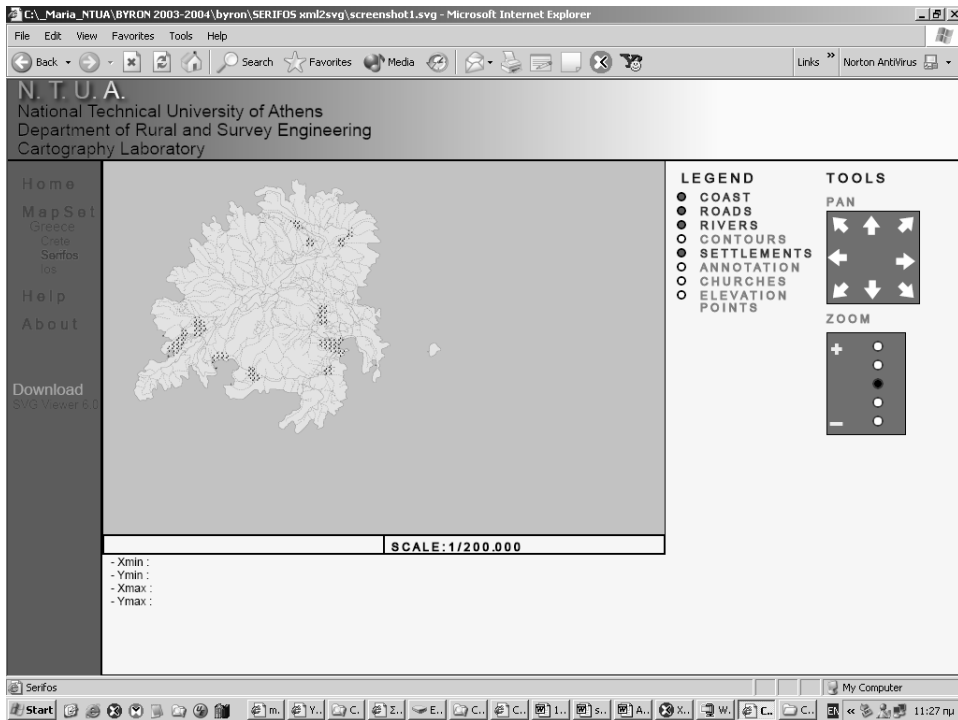 C:\_Maria_NTUA\BYRON 2003-2004\byron\SERIFOS xml2svg\screenshot1.svg - Microsoft Internet Explorer
File Edit View Favorites Tools Help
Back Search Favorites Media Links » Norton AntiVirus
N. T. U. A.
National Technical University of Athens
Department of Rural and Survey Engineering
Cartography Laboratory
Home
MapSet
Greece
Crete
Serifos
Ios
Help
About
Download
SVG Viewer 6.0
LEGEND
COAST
ROADS
RIVERS
CONTOURS
SETTLEMENTS
ANNOTATION
CHURCHES
ELEVATION
POINTS
TOOLS
PAN
ZOOM
+
−
SCALE:1/200.000
- Xmin :
- Ymin :
- Xmax :
- Ymax :
Serifos My Computer
Start m.. Y.. C.. Σ.. E.. C.. C.. 1.. s.. A.. X.. W.. C.. C.. EN « 11:27 πμ